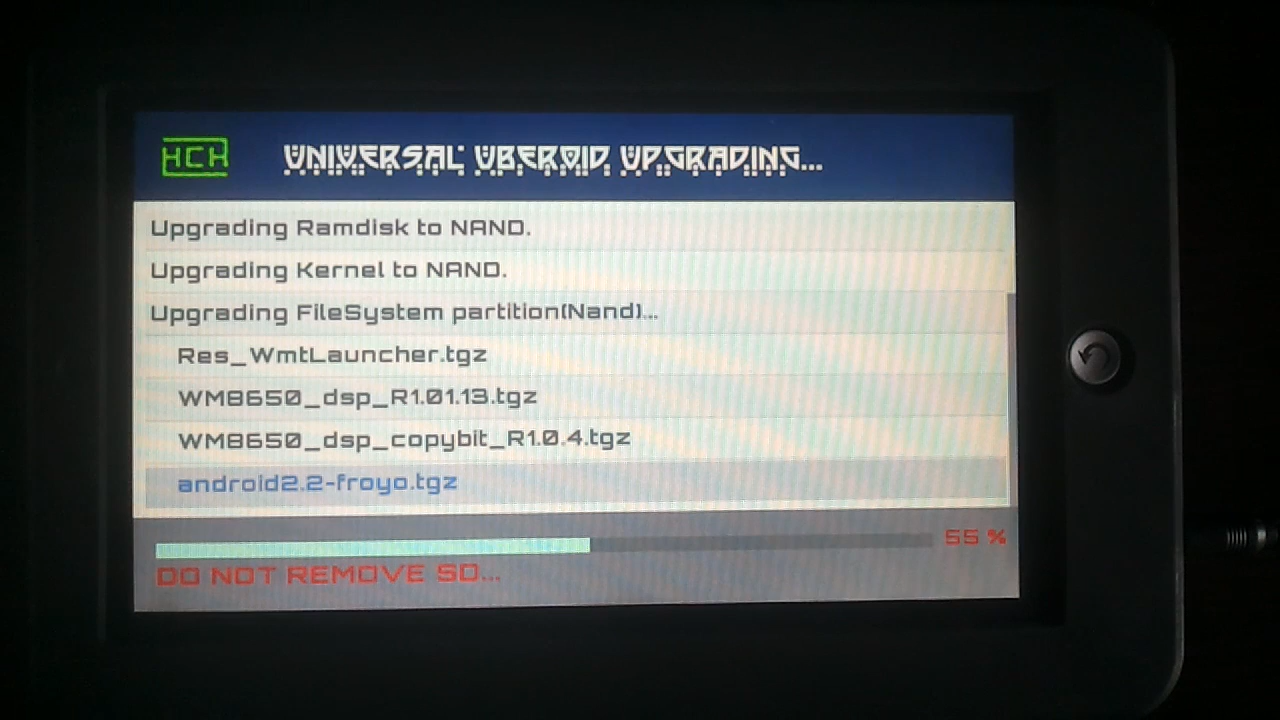 HCH
UNIVERSAL UBEROID UPGRADING...
Upgrading Ramdisk to NAND.
Upgrading Kernel to NAND.
Upgrading FileSystem partition(Nand)...
Res_WmtLauncher.tgz
WM8650_dsp_R1.01.13.tgz
WM8650_dsp_copybit_R1.0.4.tgz
android2.2-froyo.tgz
55 %
DO NOT REMOVE SD...